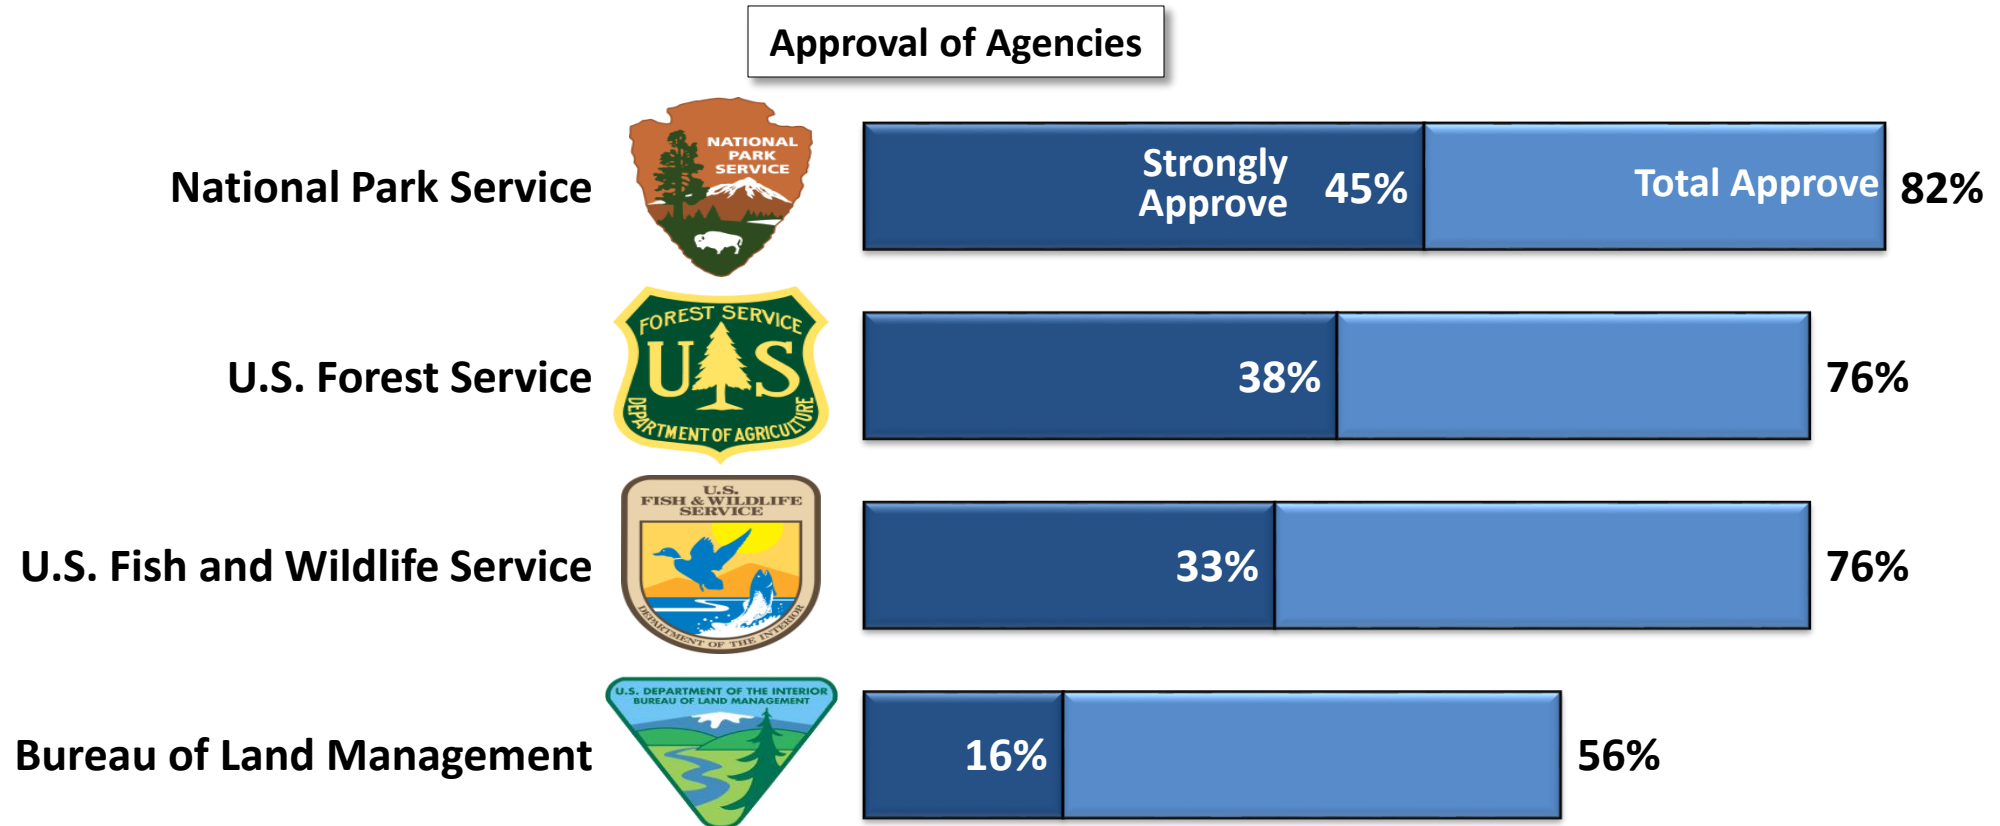 Approval of Agencies
National Park Service
NATIONAL
PARK
SERVICE
Strongly
Approve 45%
Total Approve 82%
U.S. Forest Service
FOREST SERVICE
U S
DEPARTMENT OF AGRICULTURE
38%
76%
U.S. Fish and Wildlife Service
U.S.
FISH & WILDLIFE
SERVICE
DEPARTMENT OF THE INTERIOR
33%
76%
Bureau of Land Management
U.S. DEPARTMENT OF THE INTERIOR
BUREAU OF LAND MANAGEMENT
16%
56%